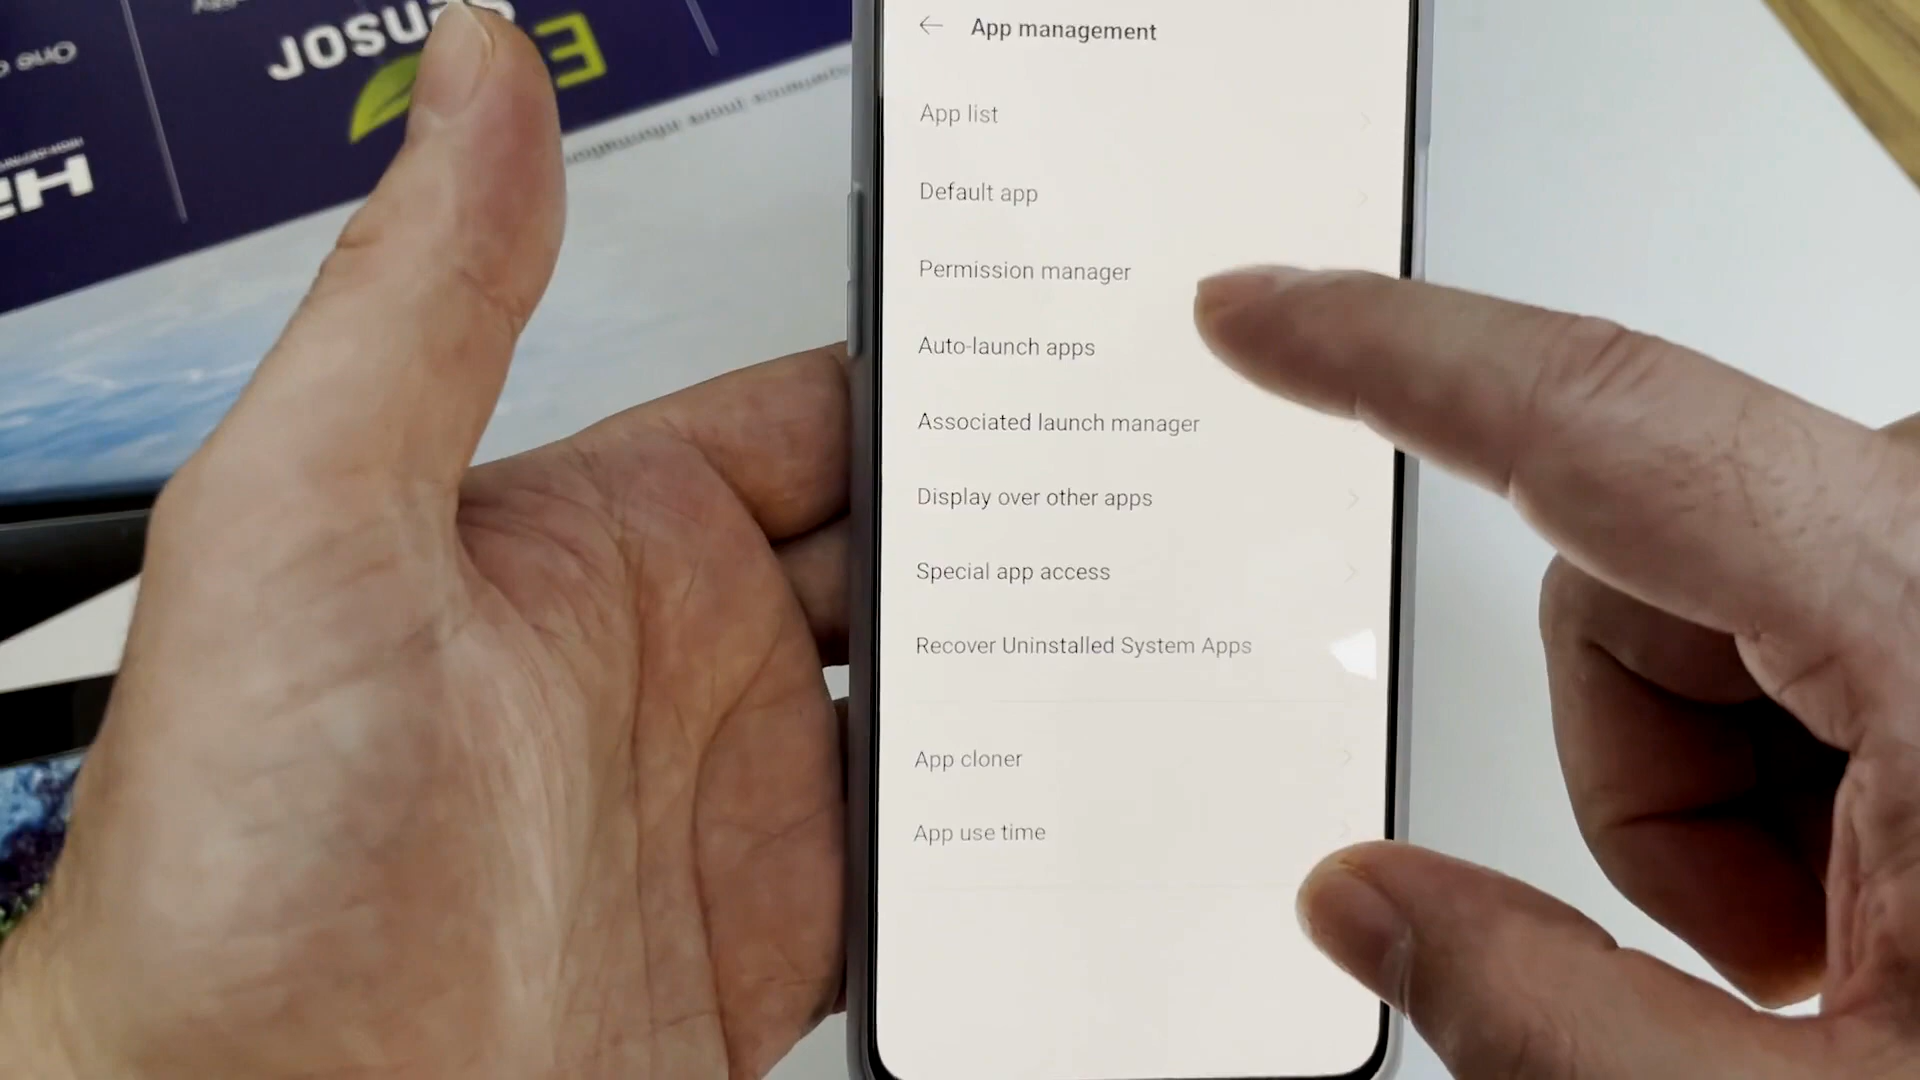 App management
App list
Default app
Permission manager
Auto-launch apps
Associated launch manager
Display over other apps
Special app access
Recover Uninstalled System Apps
App cloner
App use time